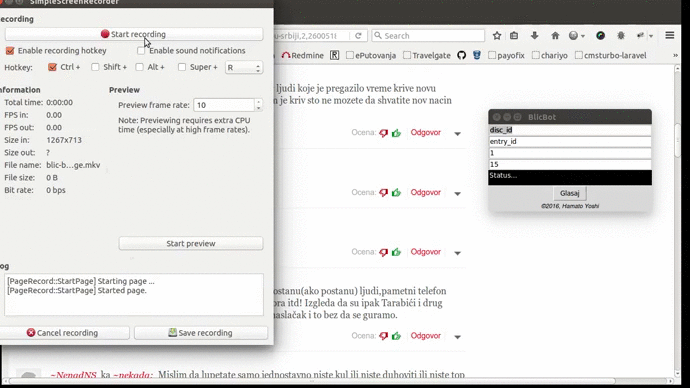 SimpleScreenRecorder
ecording
Start recording
Enable recording hotkey
Enable sound notifications
Hotkey:
Ctrl +
Shift +
Alt +
Super +
R
nformation
Total time: 0:00:00
FPS in: 0.00
FPS out: 0.00
Size in: 1267x713
Size out: ?
File name: blic-b...ge.mkv
File size: 0 B
Bit rate: 0 bps
Preview
Preview frame rate: 10
Note: Previewing requires extra CPU
time (especially at high frame rates).
Start preview
og
[PageRecord::StartPage] Starting page ...
[PageRecord::StartPage] Started page.
Cancel recording
Save recording
u-srbiji,2,260051
Search
Redmine
R
ePutovanja
Travelgate
payofix
chariyo
cmsturbo-laravel
ljudi koje je pregazilo vreme krive novu
m je kriv sto ne mozete da shvatite nov nacin
Ocena:
Odgovor
Ocena:
Odgovor
Ocena:
Odgovor
ostanu(ako postanu) ljudi,pametni telefon
ora itd! Izgleda da su ipak Tarabići i drug
naslačak i to bez da se guramo.
Ocena:
Odgovor
~NenadNS ka ~nekada: Mislim da lupetate samo jednostavno niste kul ili niste duhoviti ili niste top
BlicBot
disc_id
entry_id
1
15
Status...
Glasaj
©2016, Hamato Yoshi